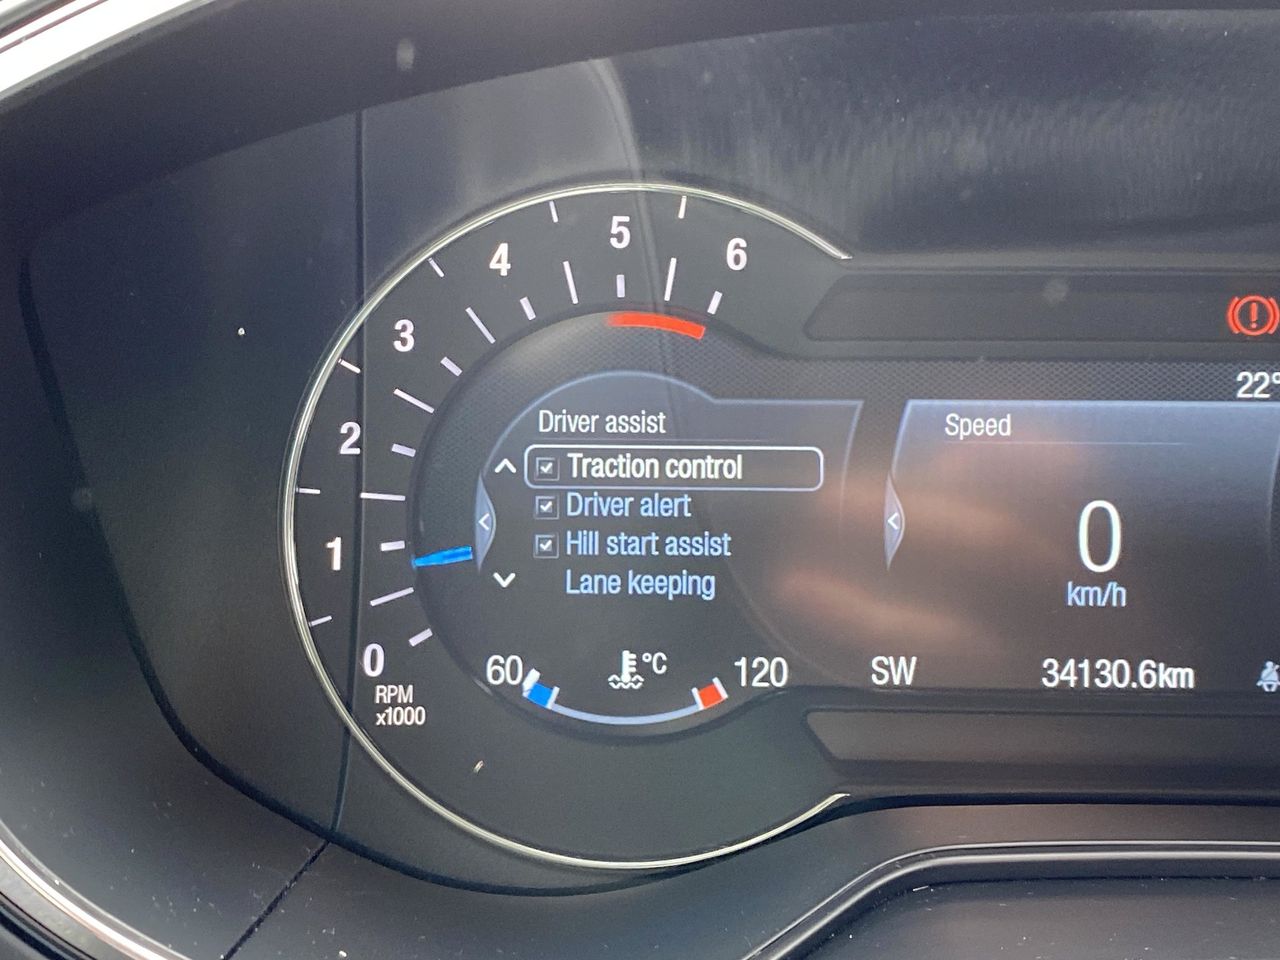 5
4
6
3
22°
Driver assist
Speed
2
Traction control
Driver alert
0
1
Hill start assist
Lane keeping
km/h
0
60
°C
120
SW
34130.6km
RPM
x1000